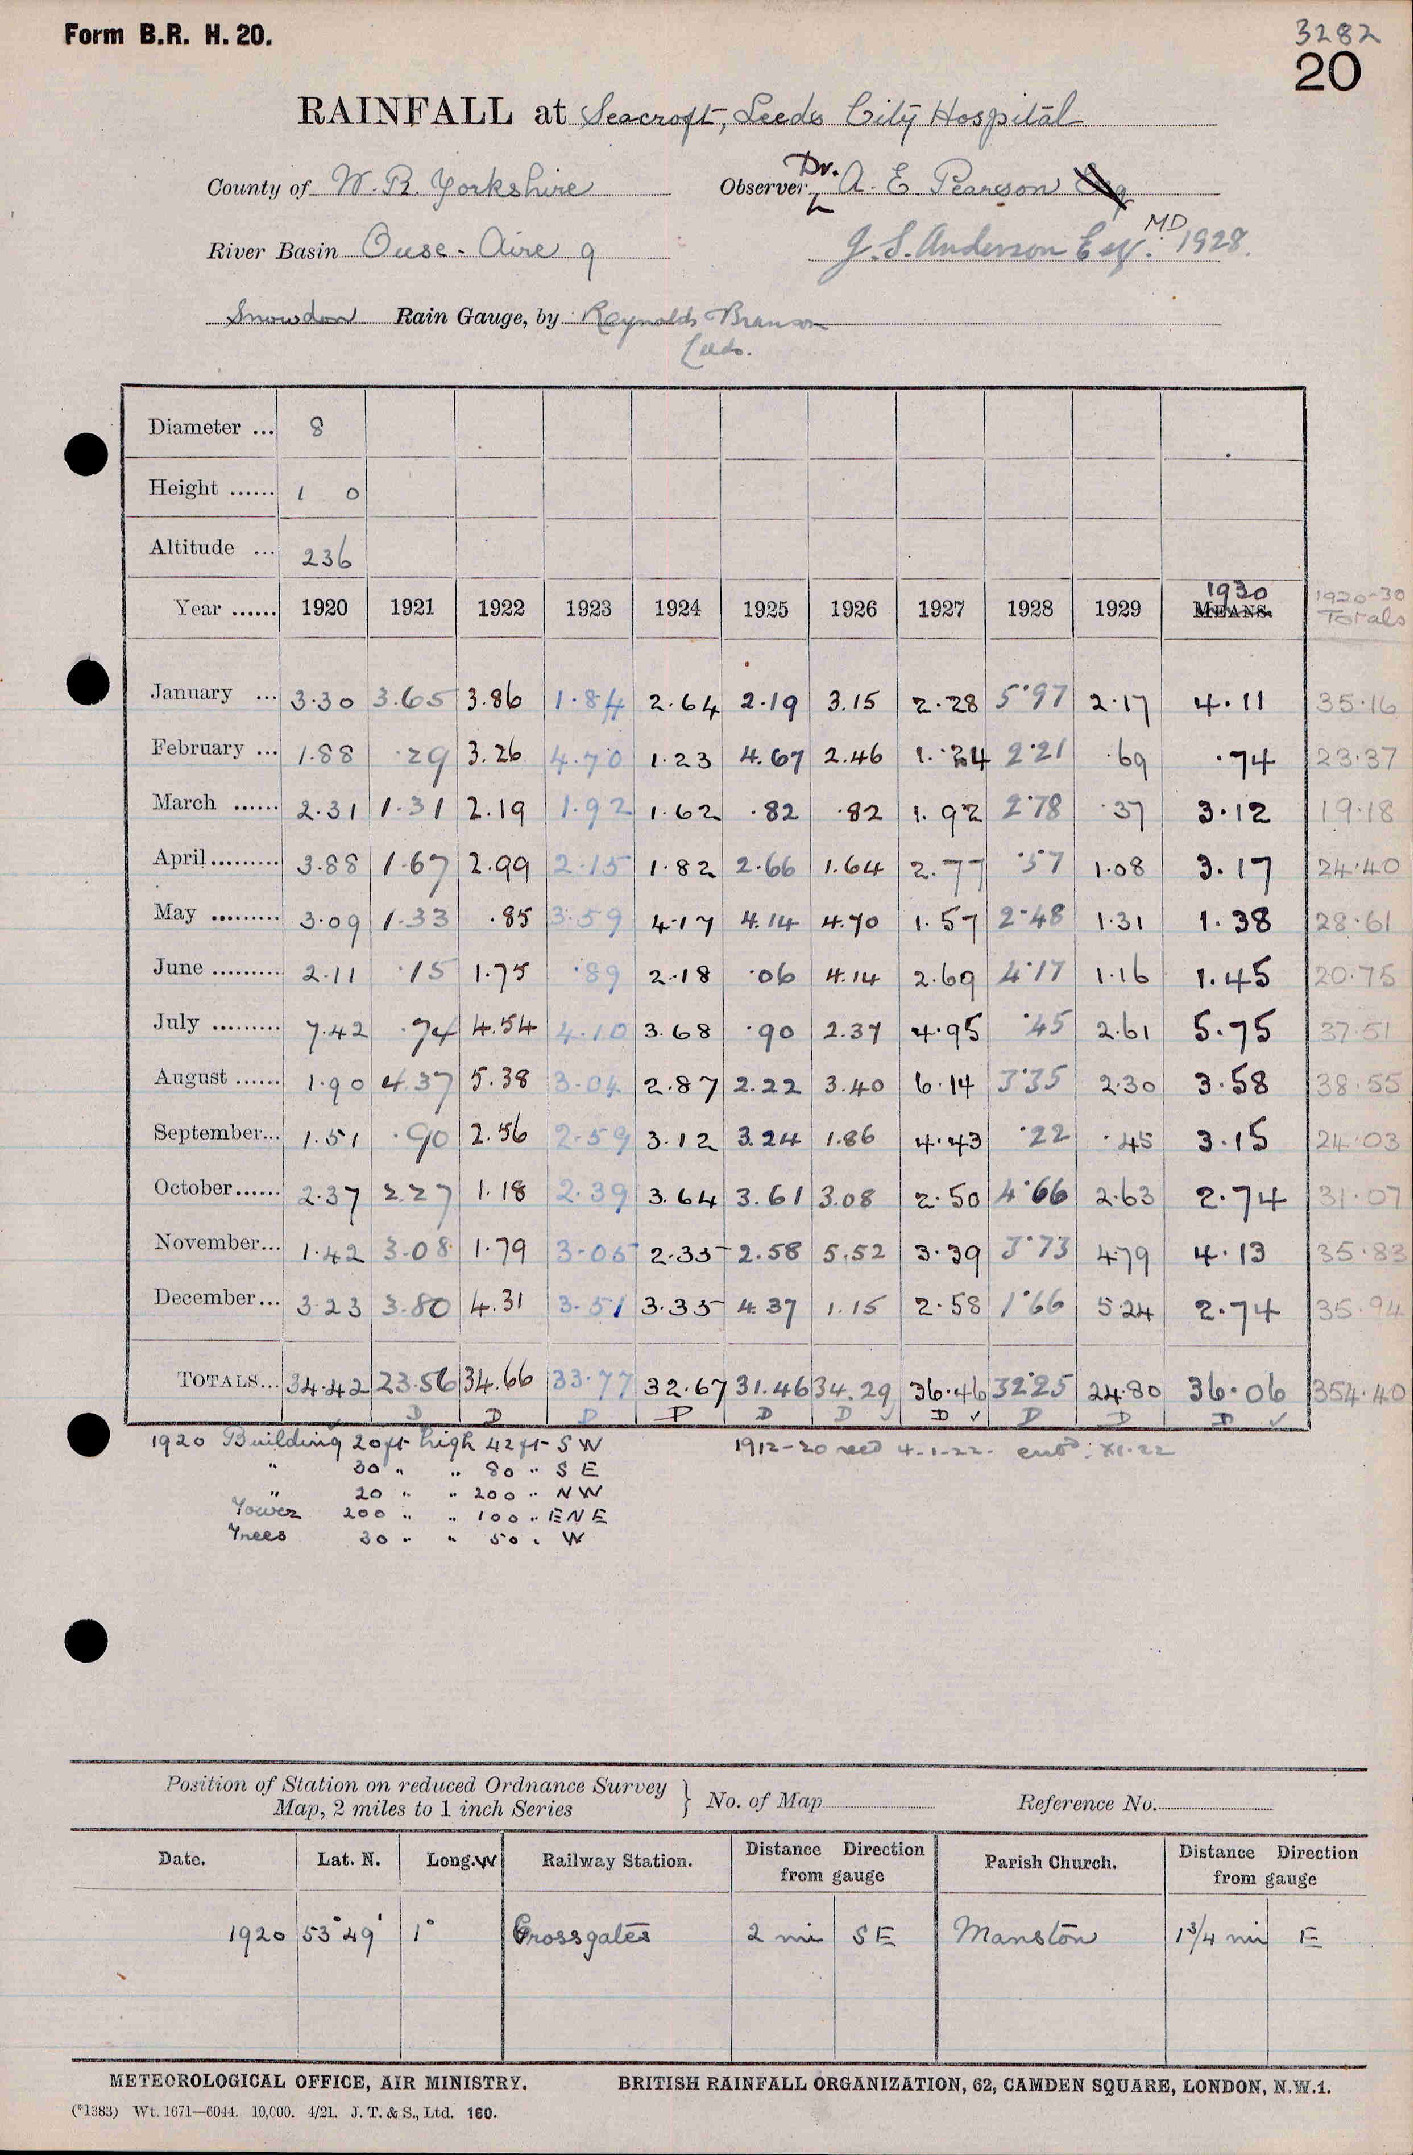 Form B.R. H. 20.
3282
20
RAINFALL at Seacroft, Leeds City Hospital
County of W. R. Yorkshire Observer Dr. A. E. Pearson Esq
River Basin Ouse - Aire 9 J. S. Anderson Esq. MD 1928.
Snowdon Rain Gauge, by Reynolds Branson
Leeds.
Diameter ... 8
Height ...... 1 0
Altitude ... 236
Year ...... 1920 1921 1922 1923 1924 1925 1926 1927 1928 1929 1930 MEANS. 1920-30 Totals
January ... 3.30 3.65 3.86 1.84 2.64 2.19 3.15 2.28 5.97 2.17 4.11 35.16
February ... 1.88 .29 3.26 4.70 1.23 4.67 2.46 1.24 2.21 .69 .74 23.37
March ...... 2.31 1.31 2.19 1.92 1.62 .82 .82 1.92 2.78 .37 3.12 19.18
April ......... 3.88 1.67 2.99 2.15 1.82 2.66 1.64 2.77 .57 1.08 3.17 24.40
May ......... 3.09 1.33 .85 3.59 4.17 4.14 4.70 1.57 2.48 1.31 1.38 28.61
June ......... 2.11 .15 1.75 .89 2.18 .06 4.14 2.69 4.17 1.16 1.45 20.75
July ......... 7.42 .74 4.54 4.10 3.68 .90 2.37 4.95 .45 2.61 5.75 37.51
August ...... 1.90 4.37 5.38 3.04 2.87 2.22 3.40 6.14 3.35 2.30 3.58 38.55
September... 1.51 .90 2.56 2.59 3.12 3.24 1.86 4.43 .22 .45 3.15 24.03
October...... 2.37 2.27 1.18 2.39 3.64 3.61 3.08 2.50 4.66 2.63 2.74 31.07
November... 1.42 3.08 1.79 3.05 2.35 2.58 5.52 3.39 3.73 4.79 4.13 35.83
December... 3.23 3.80 4.31 3.51 3.35 4.37 1.15 2.58 1.66 5.24 2.74 35.94
TOTALS... 34.42 23.56 34.66 33.77 32.67 31.46 34.29 36.46 32.25 24.80 36.06 354.40
D D D D D D D D D D
1920 Building 20 ft high 42 ft SW 1912-20 recd 4.1.22. entd. XI.22
" 30 " " 80 " SE
" 20 " " 200 " NW
Tower 200 " " 100 " ENE
Trees 30 " " 50 " W
Position of Station on reduced Ordnance Survey
Map, 2 miles to 1 inch Series } No. of Map Reference No.
Date. Lat. N. Long. W Railway Station. Distance Direction from gauge Parish Church. Distance Direction from gauge
1920 53° 49' 1° Crossgates 2 mi SE Manston 1 3/4 mi E
METEOROLOGICAL OFFICE, AIR MINISTRY. BRITISH RAINFALL ORGANIZATION, 62, CAMDEN SQUARE, LONDON, N.W.1.
(*1383) Wt. 1671—6044. 10,000. 4/21. J. T. & S., Ltd. 160.